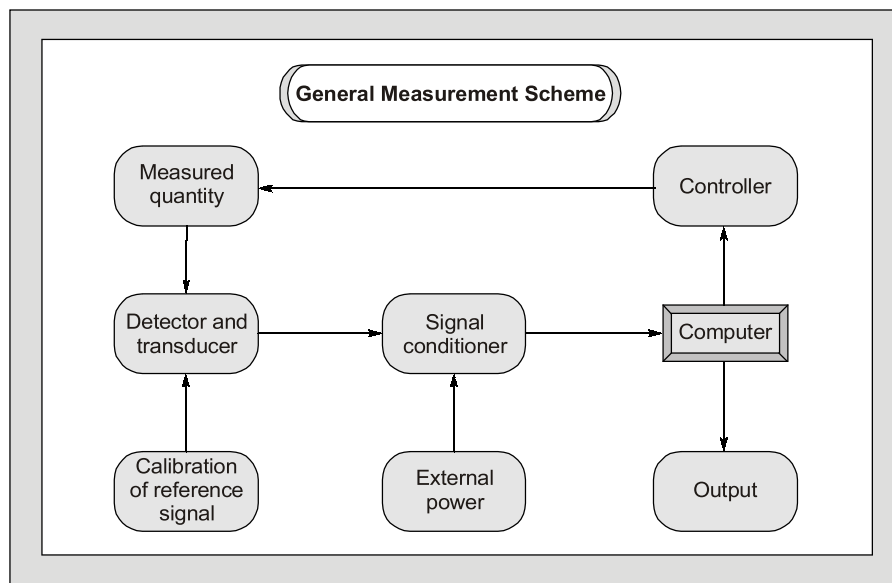 General Measurement Scheme
Measured
quantity
Controller
Detector and
transducer
Signal
conditioner
Computer
Calibration
of reference
signal
External
power
Output